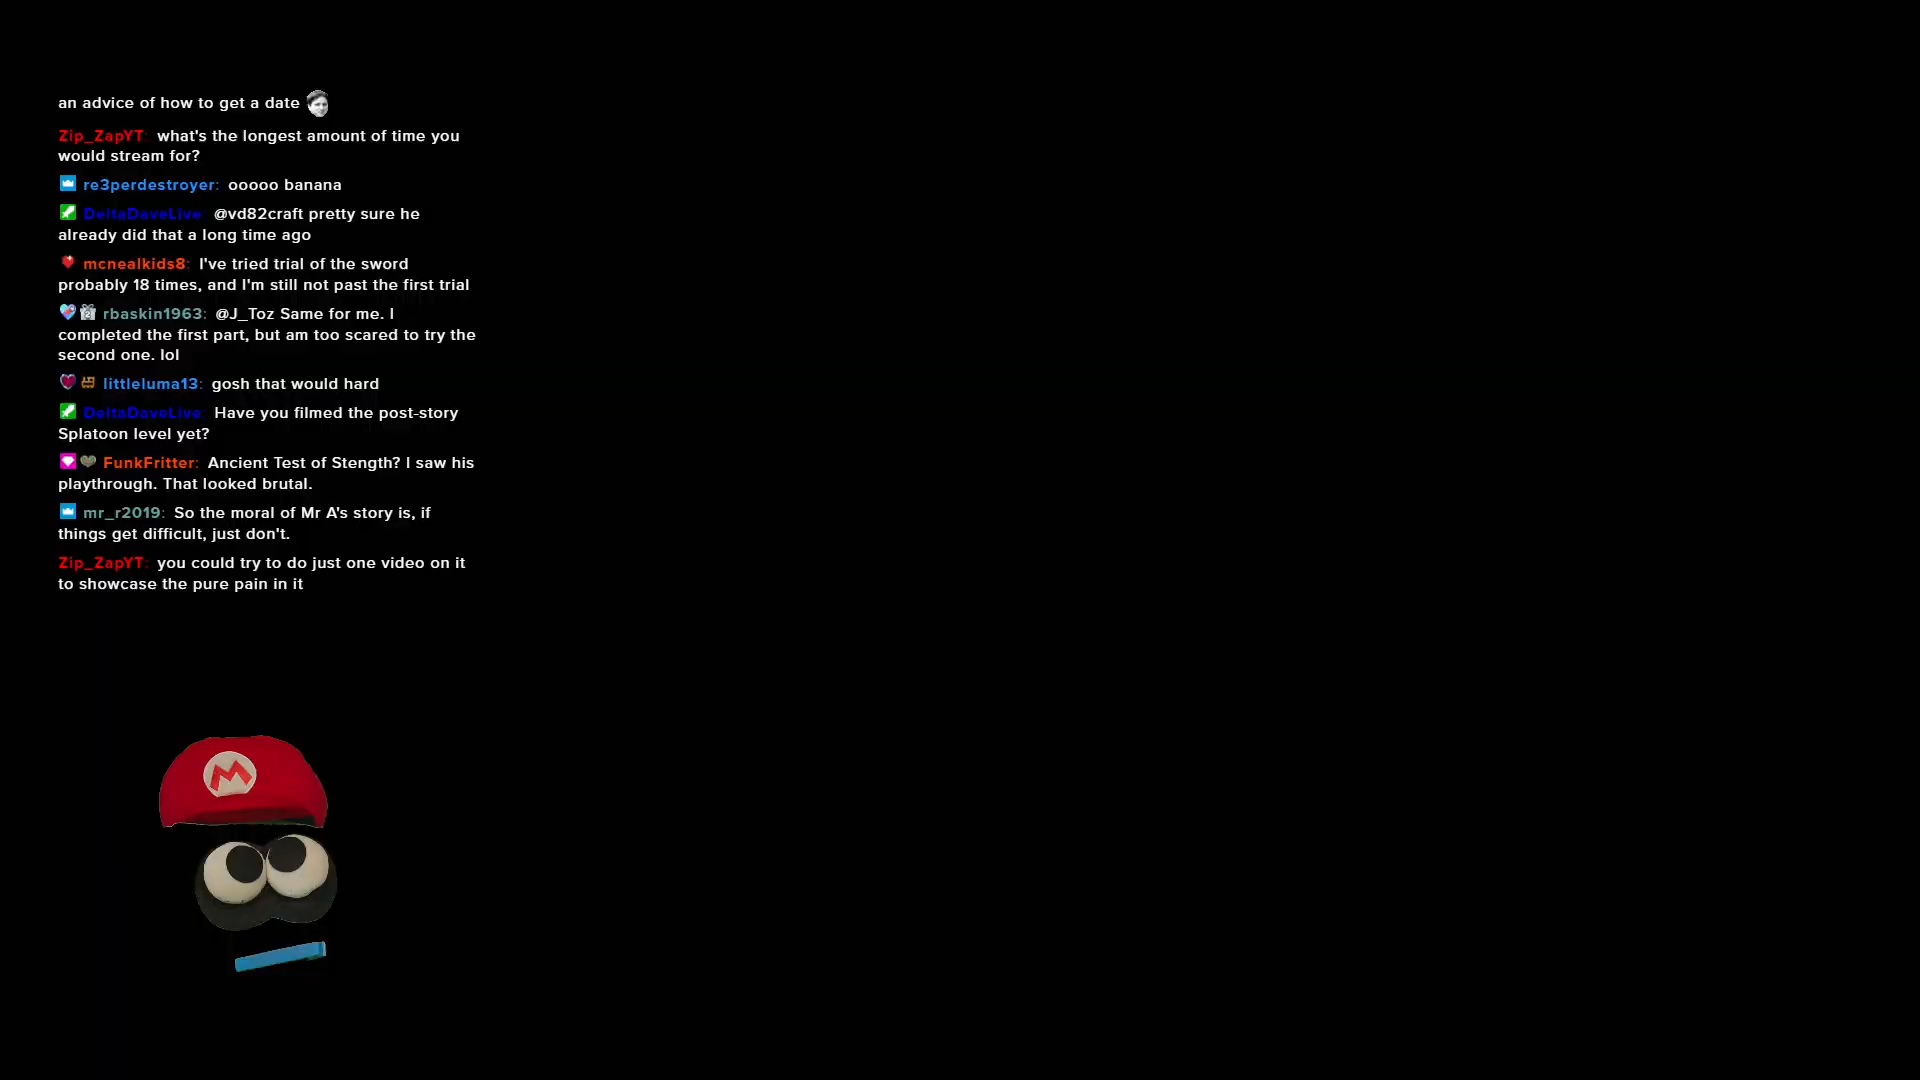 an advice of how to get a date
Zip_ZapYT: what's the longest amount of time you
would stream for?
re3perdestroyer: ooooo banana
DeltaDaveLive: @vd82craft pretty sure he
already did that a long time ago
mcnealkids8: I've tried trial of the sword
probably 18 times, and I'm still not past the first trial
rbaskin1963: @J_Toz Same for me. I
completed the first part, but am too scared to try the
second one. lol
littleluma13: gosh that would hard
DeltaDaveLive: Have you filmed the post-story
Splatoon level yet?
FunkFritter: Ancient Test of Stength? I saw his
playthrough. That looked brutal.
mr_r2019: So the moral of Mr A's story is, if
things get difficult, just don't.
Zip_ZapYT: you could try to do just one video on it
to showcase the pure pain in it
M